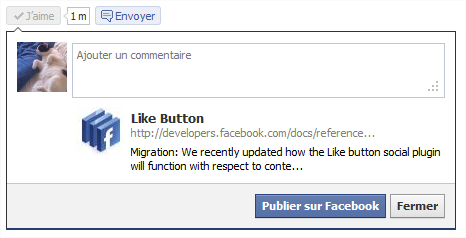 J'aime 1 m Envoyer
Ajouter un commentaire
Like Button
http://developers.facebook.com/docs/reference...
Migration: We recently updated how the Like button social plugin
will function with respect to conte...
Publier sur Facebook Fermer